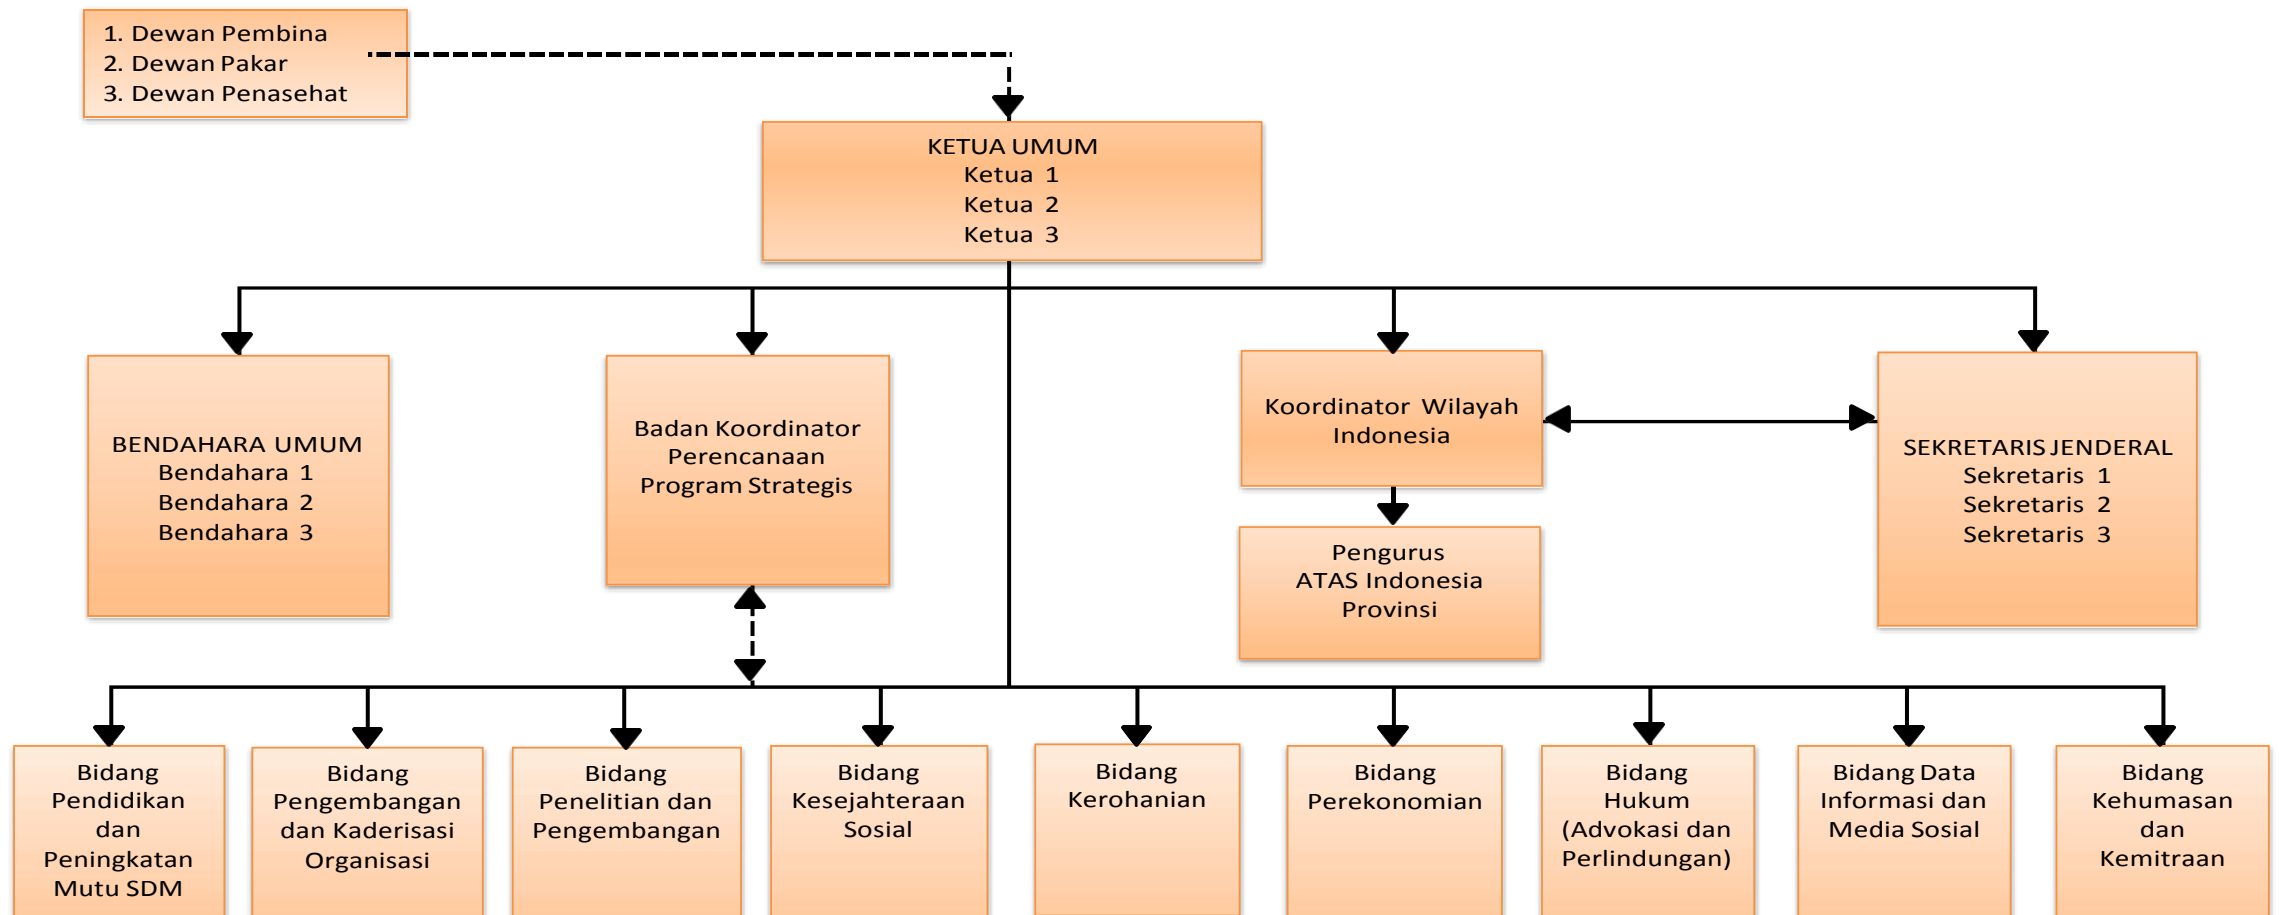 1. Dewan Pembina
2. Dewan Pakar
3. Dewan Penasehat
KETUA UMUM
Ketua 1
Ketua 2
Ketua 3
BENDAHARA UMUM
Bendahara 1
Bendahara 2
Bendahara 3
Badan Koordinator
Perencanaan
Program Strategis
Koordinator Wilayah
Indonesia
SEKRETARIS JENDERAL
Sekretaris 1
Sekretaris 2
Sekretaris 3
Pengurus
ATAS Indonesia
Provinsi
Bidang
Pendidikan
dan
Peningkatan
Mutu SDM
Bidang
Pengembangan
dan Kaderisasi
Organisasi
Bidang
Penelitian dan
Pengembangan
Bidang
Kesejahteraan
Sosial
Bidang
Kerohanian
Bidang
Perekonomian
Bidang
Hukum
(Advokasi dan
Perlindungan)
Bidang Data
Informasi dan
Media Sosial
Bidang
Kehumasan
dan
Kemitraan